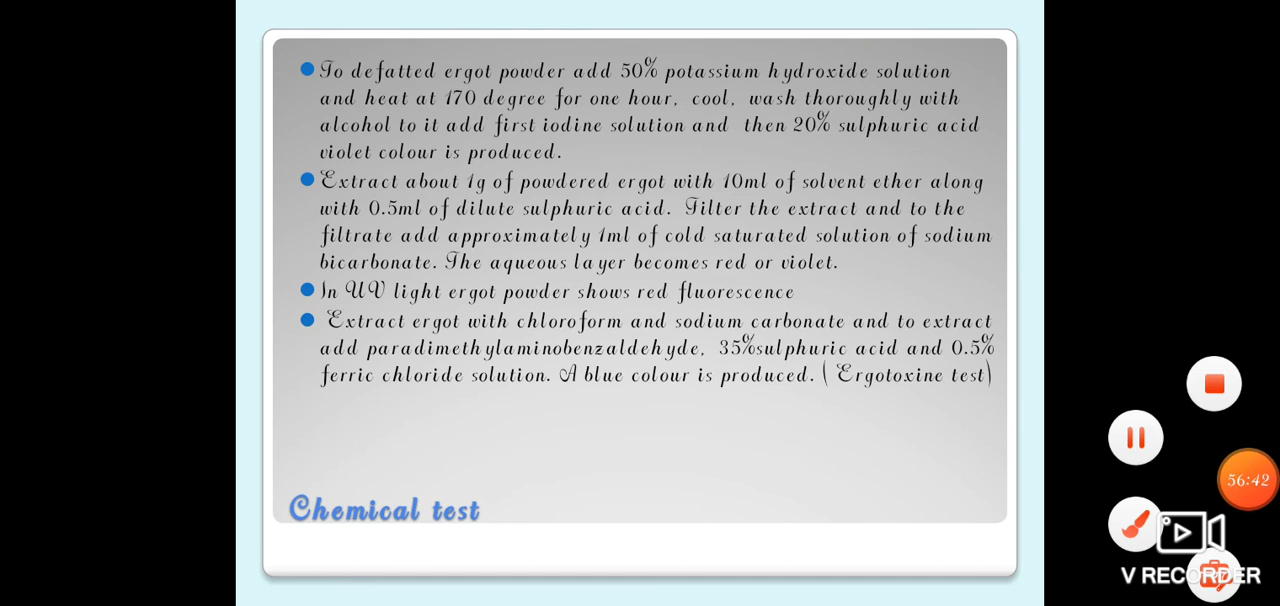 To defatted ergot powder add 50% potassium hydroxide solution
and heat at 170 degree for one hour, cool, wash thoroughly with
alcohol to it add first iodine solution and then 20% sulphuric acid
violet colour is produced.
Extract about 1g of powdered ergot with 10ml of solvent ether along
with 0.5ml of dilute sulphuric acid. Filter the extract and to the
filtrate add approximately 1ml of cold saturated solution of sodium
bicarbonate. The aqueous layer becomes red or violet.
In UV light ergot powder shows red fluorescence
Extract ergot with chloroform and sodium carbonate and to extract
add paradimethylaminobenzaldehyde, 35%sulphuric acid and 0.5%
ferric chloride solution. A blue colour is produced. ( Ergotoxine test)
Chemical test
56:42
V RECORDER